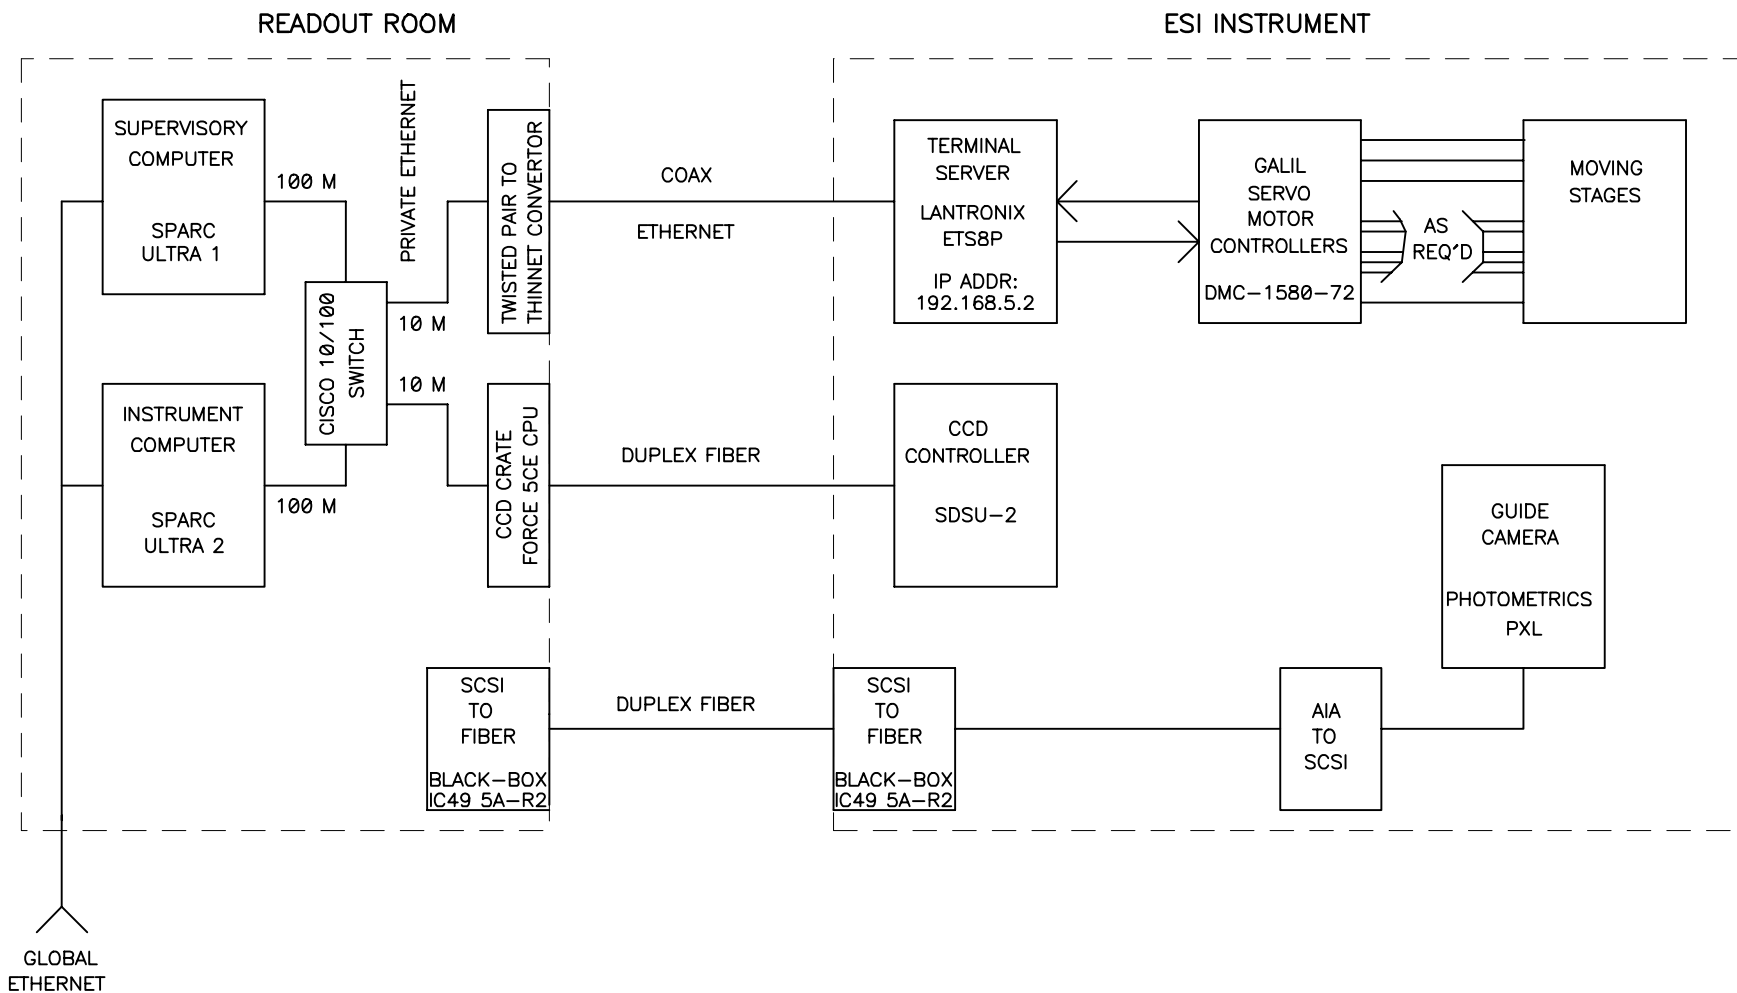 READOUT ROOM
ESI INSTRUMENT
SUPERVISORY
COMPUTER
SPARC
ULTRA 1
100 M
PRIVATE ETHERNET
TWISTED PAIR TO
THINNET CONVERTOR
COAX
ETHERNET
TERMINAL
SERVER
LANTRONIX
ETS8P
IP ADDR:
192.168.5.2
GALIL
SERVO
MOTOR
CONTROLLERS
DMC-1580-72
AS
REQ'D
MOVING
STAGES
CISCO 10/100
SWITCH
10 M
10 M
INSTRUMENT
COMPUTER
SPARC
ULTRA 2
100 M
CCD CRATE
FORCE 5CE CPU
DUPLEX FIBER
CCD
CONTROLLER
SDSU-2
GUIDE
CAMERA
PHOTOMETRICS
PXL
SCSI
TO
FIBER
BLACK-BOX
IC49 5A-R2
DUPLEX FIBER
SCSI
TO
FIBER
BLACK-BOX
IC49 5A-R2
AIA
TO
SCSI
GLOBAL
ETHERNET